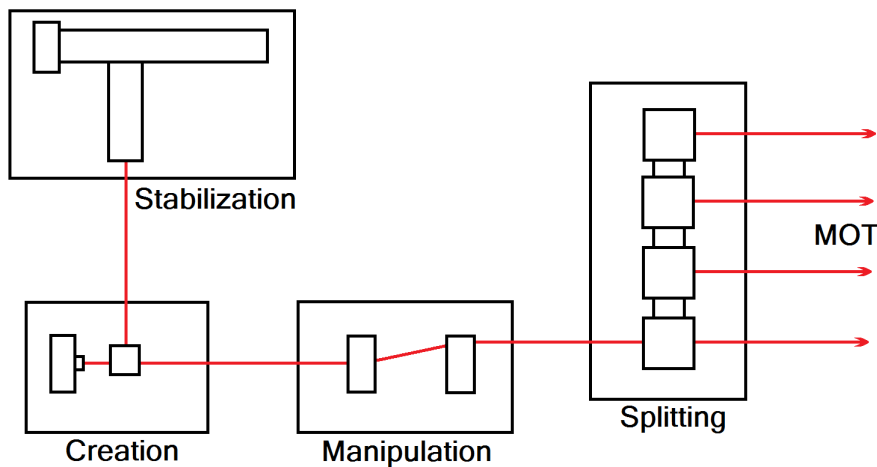 Stabilization
MOT
Splitting
Creation
Manipulation